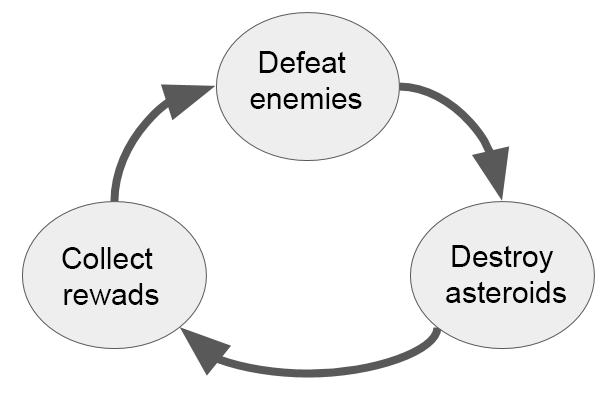 Defeat
enemies
Destroy
asteroids
Collect
rewads